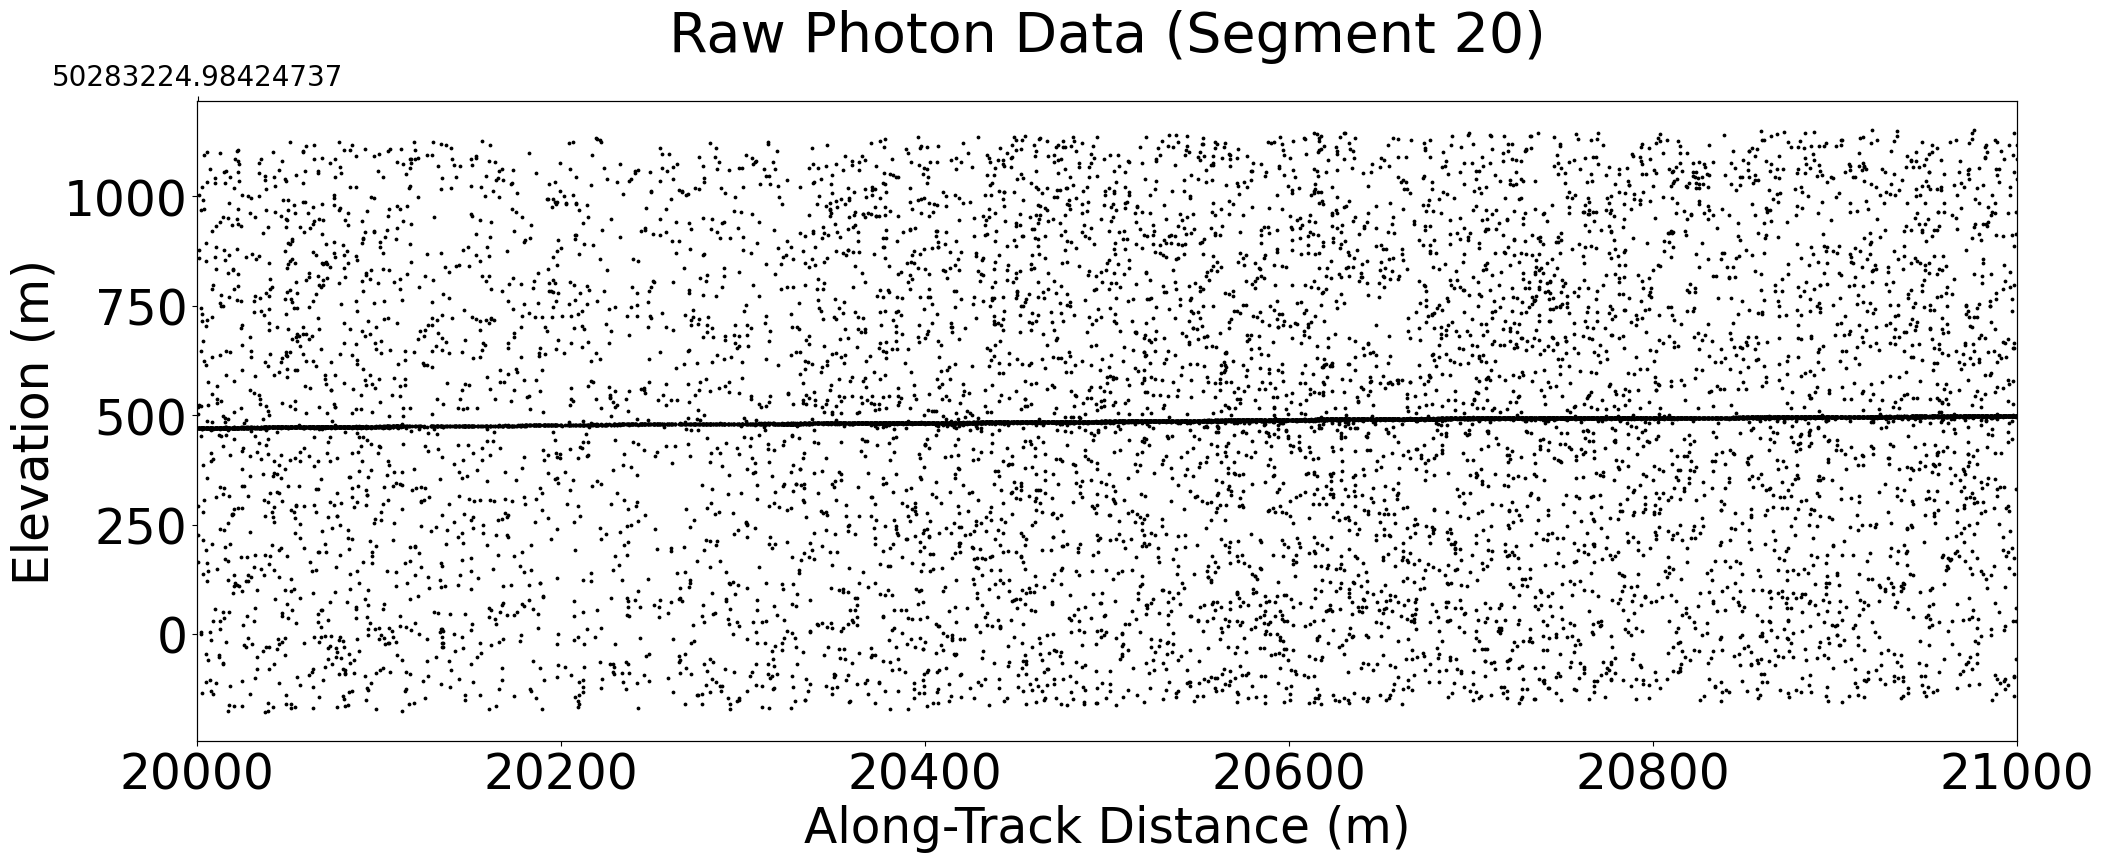 Raw Photon Data (Segment 20)
50283224.98424737
1000
750
500
250
0
Elevation (m)
20000 20200 20400 20600 20800 21000
Along-Track Distance (m)